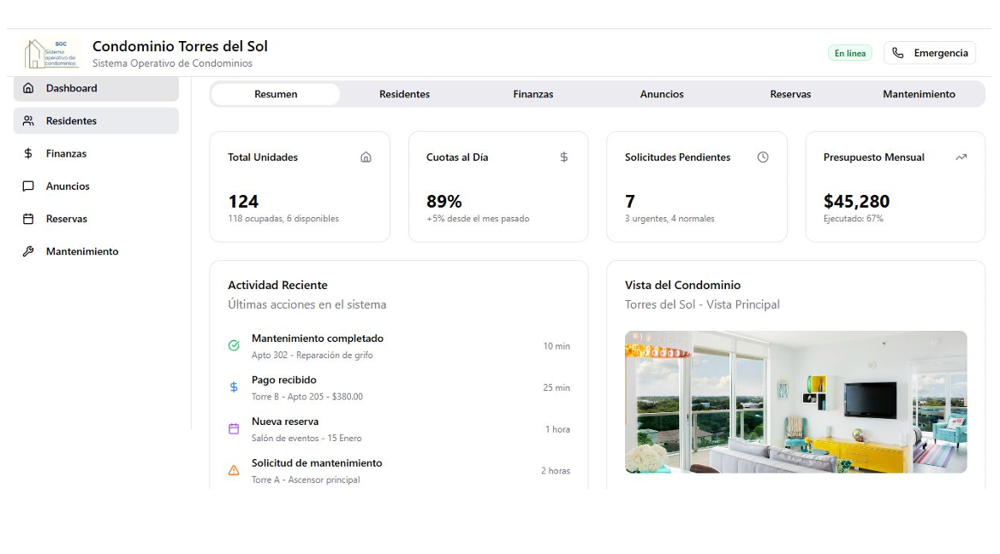 SOC
Sistema
operativo de
condominios
Condominio Torres del Sol
Sistema Operativo de Condominios
En línea
Emergencia
Dashboard
Residentes
Finanzas
Anuncios
Reservas
Mantenimiento
Resumen
Residentes
Finanzas
Anuncios
Reservas
Mantenimiento
Total Unidades
124
118 ocupadas, 6 disponibles
Cuotas al Día
89%
+5% desde el mes pasado
Solicitudes Pendientes
7
3 urgentes, 4 normales
Presupuesto Mensual
$45,280
Ejecutado: 67%
Actividad Reciente
Últimas acciones en el sistema
Mantenimiento completado
Apto 302 - Reparación de grifo
10 min
Pago recibido
Torre B - Apto 205 - $380.00
25 min
Nueva reserva
Salón de eventos - 15 Enero
1 hora
Solicitud de mantenimiento
Torre A - Ascensor principal
2 horas
Vista del Condominio
Torres del Sol - Vista Principal